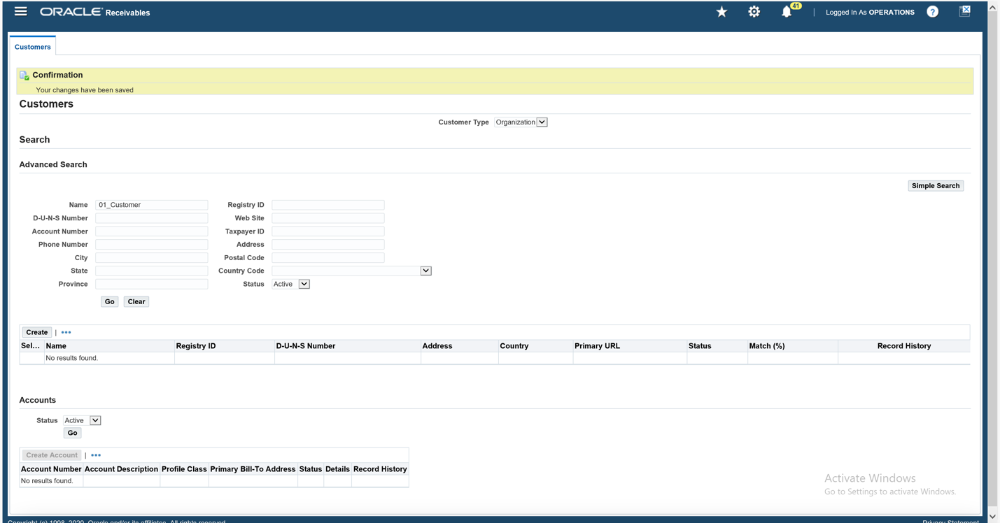 ORACLE Receivables 41 | Logged In As OPERATIONS ?
Customers
Confirmation
Your changes have been saved
Customers
Customer Type Organization
Search
Advanced Search
Simple Search
Name 01_Customer Registry ID
D-U-N-S Number Web Site
Account Number Taxpayer ID
Phone Number Address
City Postal Code
State Country Code
Province Status Active
Go Clear
Create | •••
Sel... Name Registry ID D-U-N-S Number Address Country Primary URL Status Match (%) Record History
No results found.
Accounts
Status Active
Go
Create Account | •••
Account Number Account Description Profile Class Primary Bill-To Address Status Details Record History
No results found.
Activate Windows
Go to Settings to activate Windows.
Copyright (c) 1998, 2020, Oracle and/or its affiliates. All rights reserved. Privacy Statement